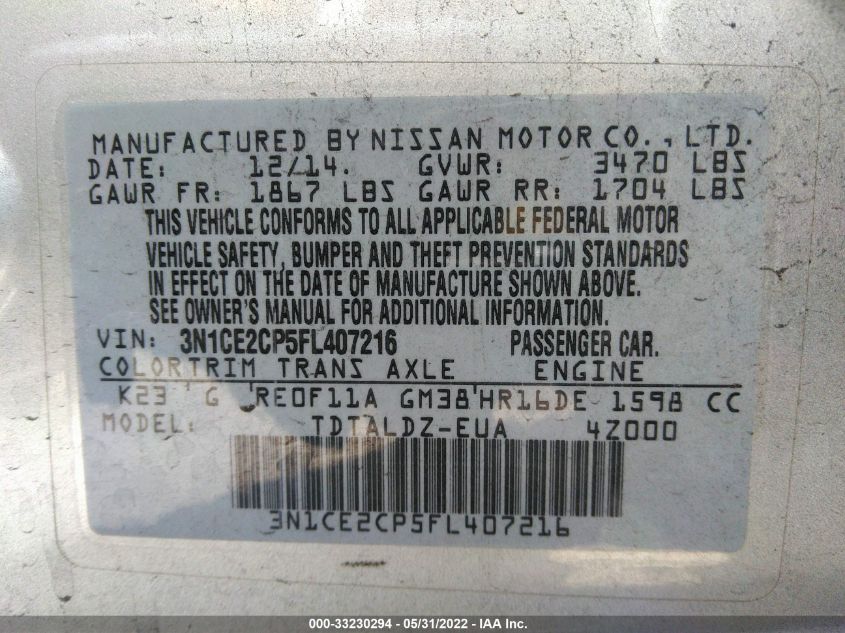 MANUFACTURED BY NISSAN MOTOR CO., LTD.
DATE: 12/14. GVWR: 3470 LBS
GAWR FR: 1867 LBS GAWR RR: 1704 LBS
THIS VEHICLE CONFORMS TO ALL APPLICABLE FEDERAL MOTOR
VEHICLE SAFETY, BUMPER AND THEFT PREVENTION STANDARDS
IN EFFECT ON THE DATE OF MANUFACTURE SHOWN ABOVE.
SEE OWNER'S MANUAL FOR ADDITIONAL INFORMATION.
VIN: 3N1CE2CP5FL407216 PASSENGER CAR.
COLOR TRIM TRANS AXLE ENGINE
K23 G RE0F11A GM38 HR16DE 1598 CC
MODEL: TDTALDZ-EUA 4Z000
3N1CE2CP5FL407216
000-33230294 - 05/31/2022 - IAA Inc.